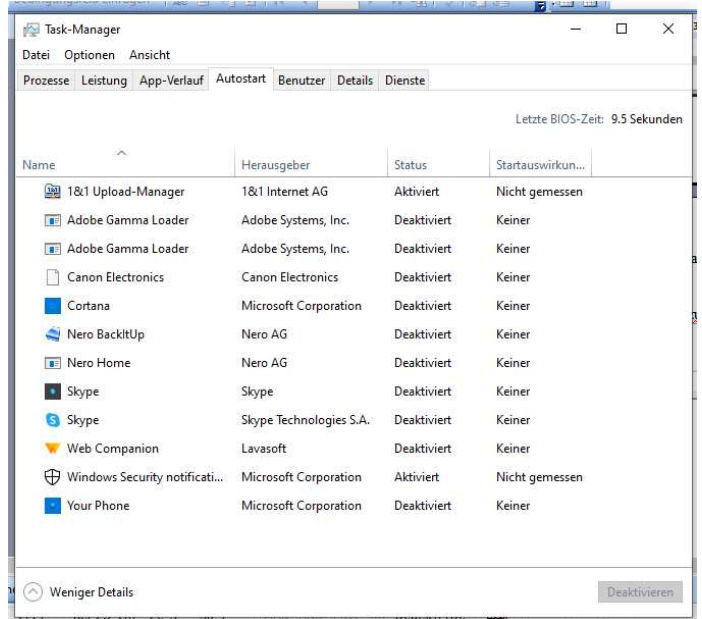 Task-Manager
Datei Optionen Ansicht
Prozesse Leistung App-Verlauf Autostart Benutzer Details Dienste
Letzte BIOS-Zeit: 9.5 Sekunden
Name Herausgeber Status Startauswirkun...
1&1 Upload-Manager 1&1 Internet AG Aktiviert Nicht gemessen
Adobe Gamma Loader Adobe Systems, Inc. Deaktiviert Keiner
Adobe Gamma Loader Adobe Systems, Inc. Deaktiviert Keiner
Canon Electronics Canon Electronics Deaktiviert Keiner
Cortana Microsoft Corporation Deaktiviert Keiner
Nero BackItUp Nero AG Deaktiviert Keiner
Nero Home Nero AG Deaktiviert Keiner
Skype Skype Deaktiviert Keiner
Skype Skype Technologies S.A. Deaktiviert Keiner
Web Companion Lavasoft Deaktiviert Keiner
Windows Security notificati... Microsoft Corporation Aktiviert Nicht gemessen
Your Phone Microsoft Corporation Deaktiviert Keiner
Weniger Details Deaktivieren